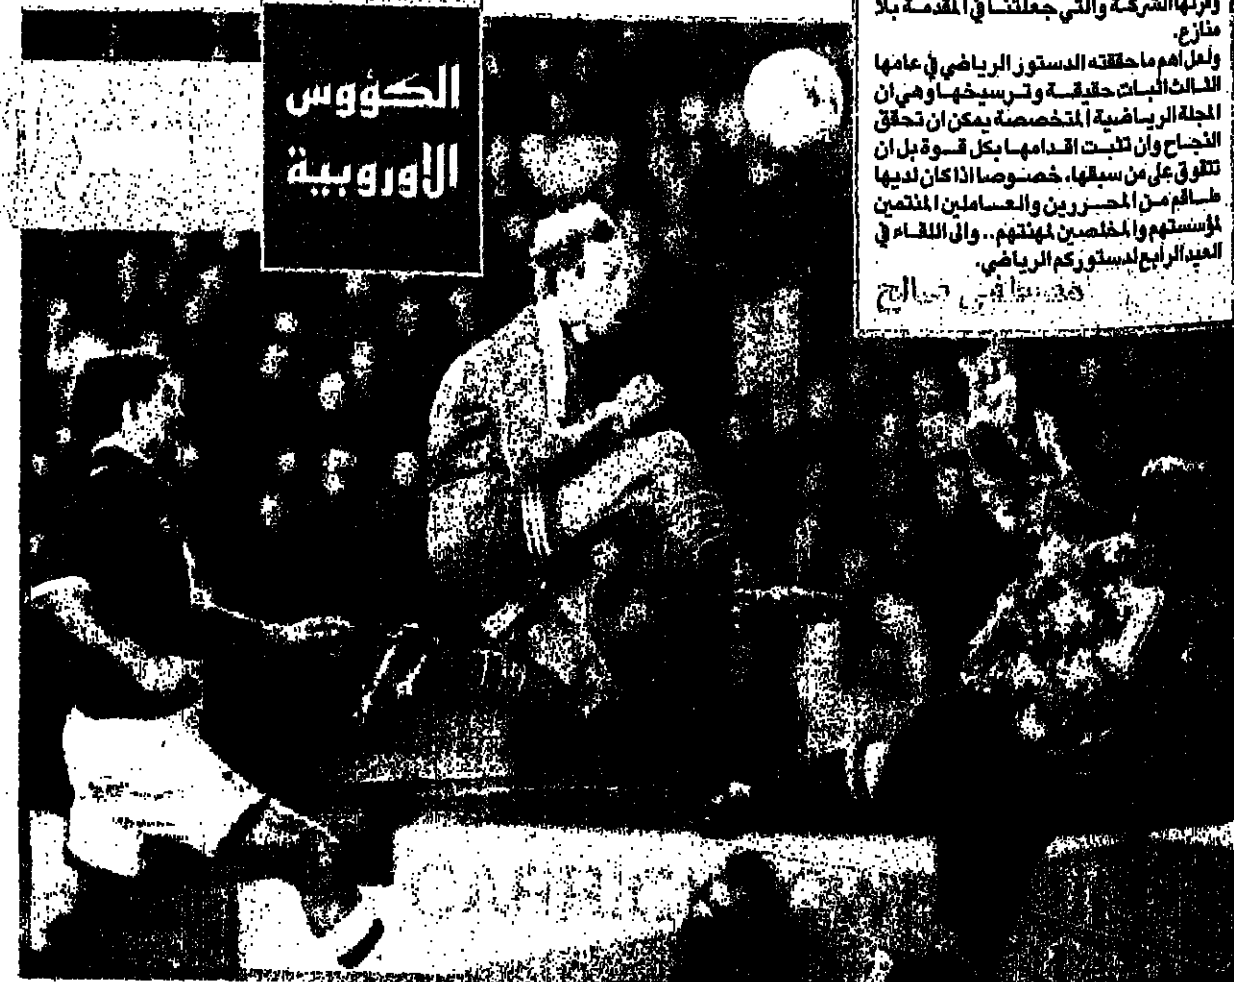 الكؤوس
الاوروبية
وازنها الشركة والتي جعلتنا في المقدمة بلا
منازع.
ولعل اهم ما حققته الدستور الرياضي في عامها
الثالث اثبات حقيقة وترسيخها وهي ان
المجلة الرياضية المتخصصة يمكن ان تحقق
النجاح وان تثبت اقدامها بكل قوة بل ان
تتفوق على من سبقها، خصوصا اذا كان لديها
طاقم من المحررين والعاملين المنتمين
لمؤسستهم والمخلصين لمهنتهم.. والى اللقاء في
العيد الرابع لدستوركم الرياضي.
صالح